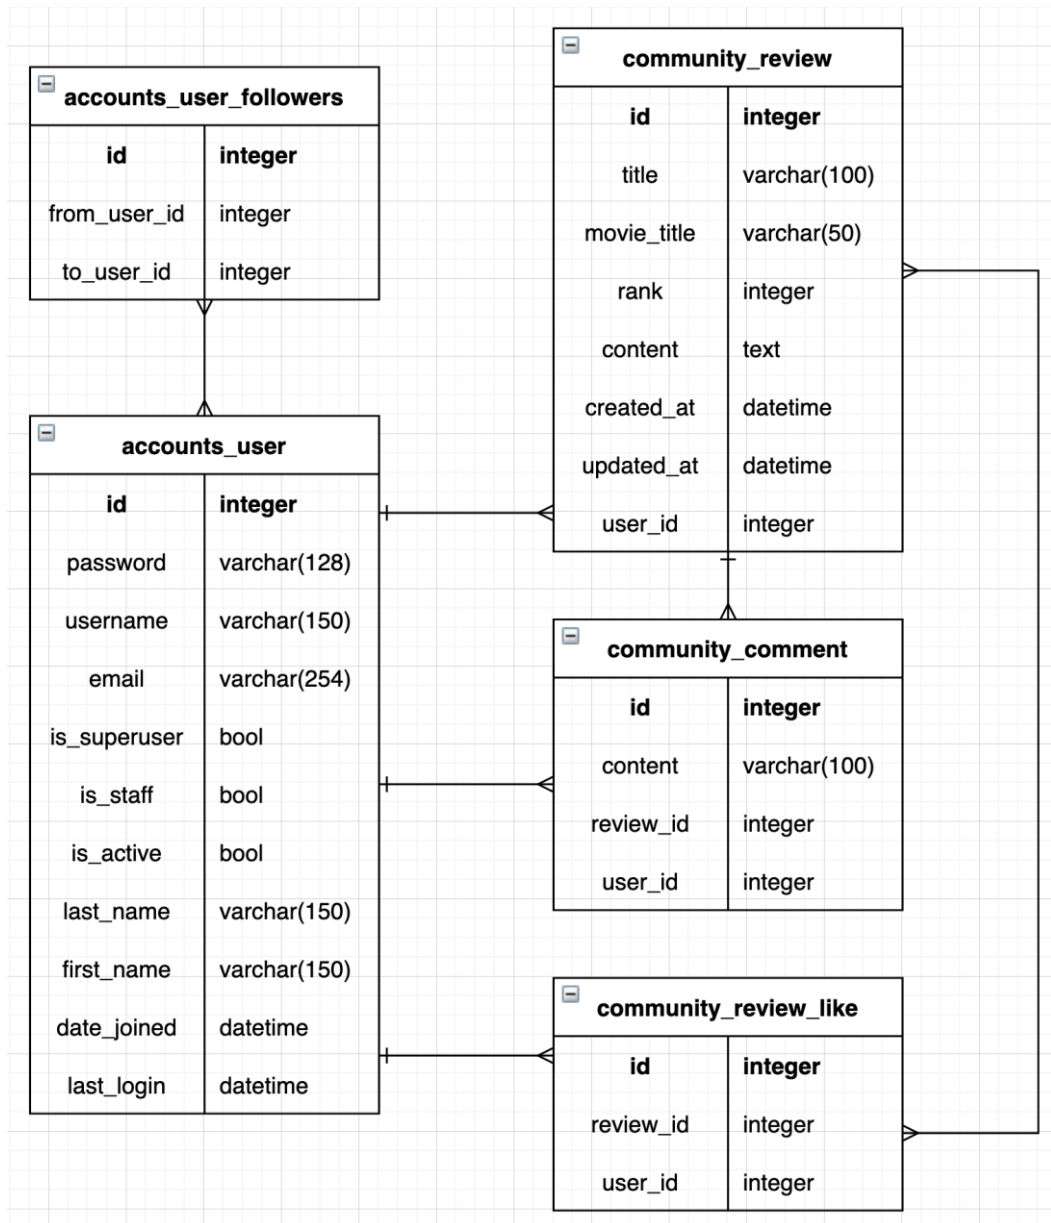 accounts_user_followers
id integer
from_user_id integer
to_user_id integer
accounts_user
id integer
password varchar(128)
username varchar(150)
email varchar(254)
is_superuser bool
is_staff bool
is_active bool
last_name varchar(150)
first_name varchar(150)
date_joined datetime
last_login datetime
community_review
id integer
title varchar(100)
movie_title varchar(50)
rank integer
content text
created_at datetime
updated_at datetime
user_id integer
community_comment
id integer
content varchar(100)
review_id integer
user_id integer
community_review_like
id integer
review_id integer
user_id integer